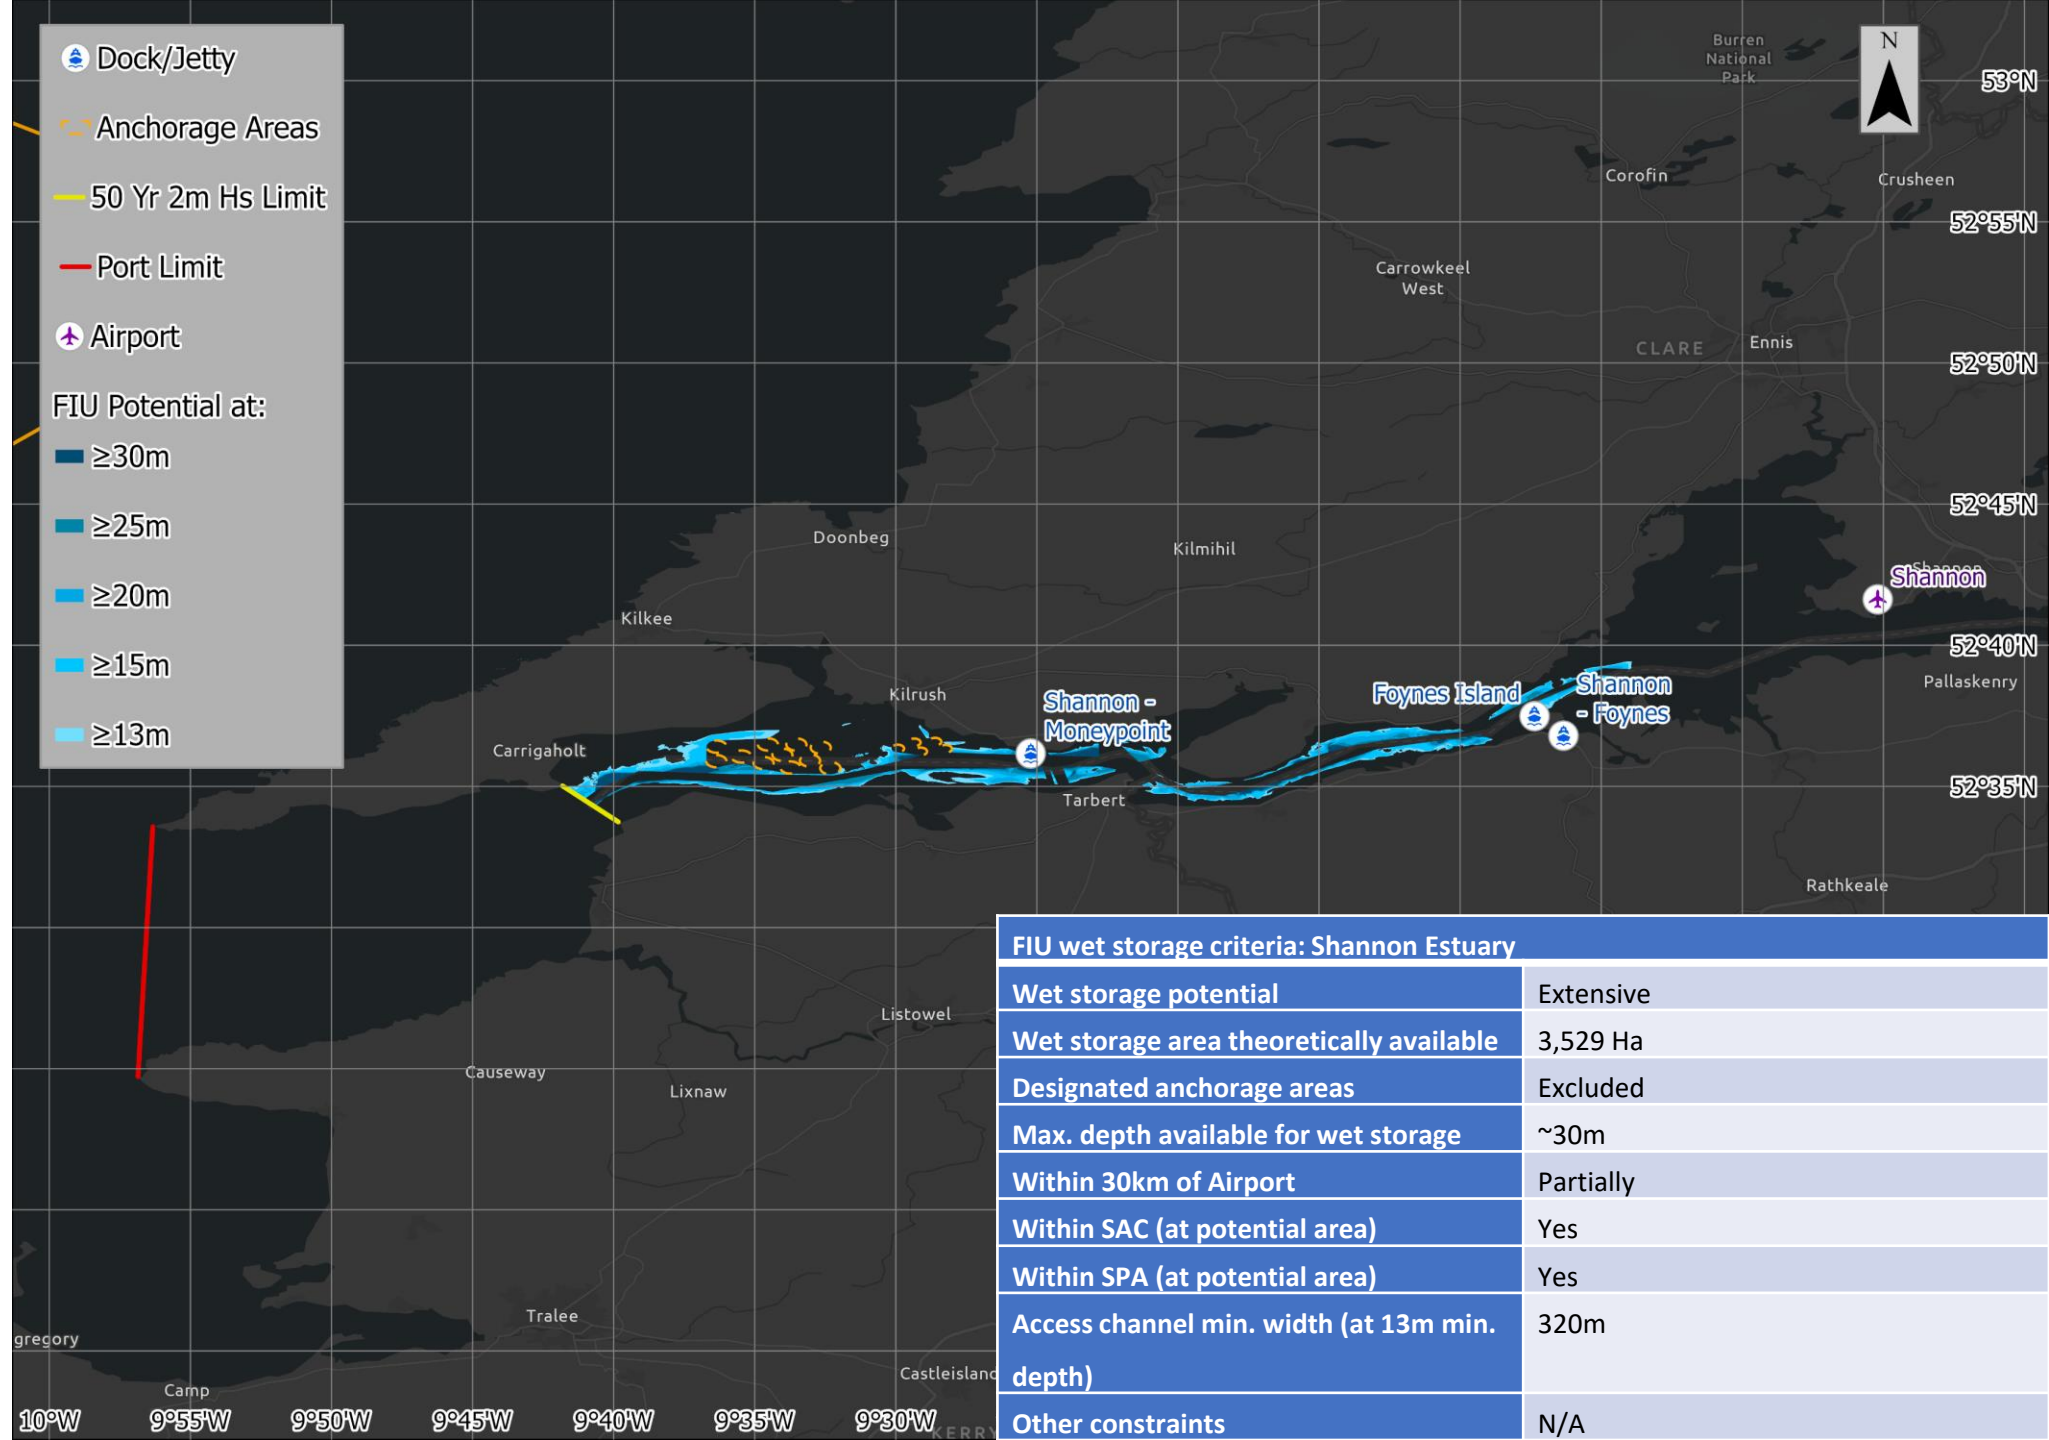 Dock/Jetty
Anchorage Areas
50 Yr 2m Hs Limit
Port Limit
Airport
FIU Potential at:
≥30m
≥25m
≥20m
≥15m
≥13m
N
Burren
National
Park
53°N
Corofin
Crusheen
52°55'N
Carrowkeel
West
CLARE
Ennis
52°50'N
52°45'N
Doonbeg
Kilmihil
Shannon
Shannon
Kilkee
52°40'N
Pallaskenry
Kilrush
Shannon -
Moneypoint
Foynes Island
Shannon
- Foynes
Carrigaholt
Tarbert
52°35'N
Rathkeale
Listowel
Causeway
Lixnaw
Tralee
gregory
Camp
Castleisland
KERRY
10°W
9°55'W
9°50'W
9°45'W
9°40'W
9°35'W
9°30'W
FIU wet storage criteria: Shannon Estuary
Wet storage potential Extensive
Wet storage area theoretically available 3,529 Ha
Designated anchorage areas Excluded
Max. depth available for wet storage ~30m
Within 30km of Airport Partially
Within SAC (at potential area) Yes
Within SPA (at potential area) Yes
Access channel min. width (at 13m min. 320m
depth)
Other constraints N/A